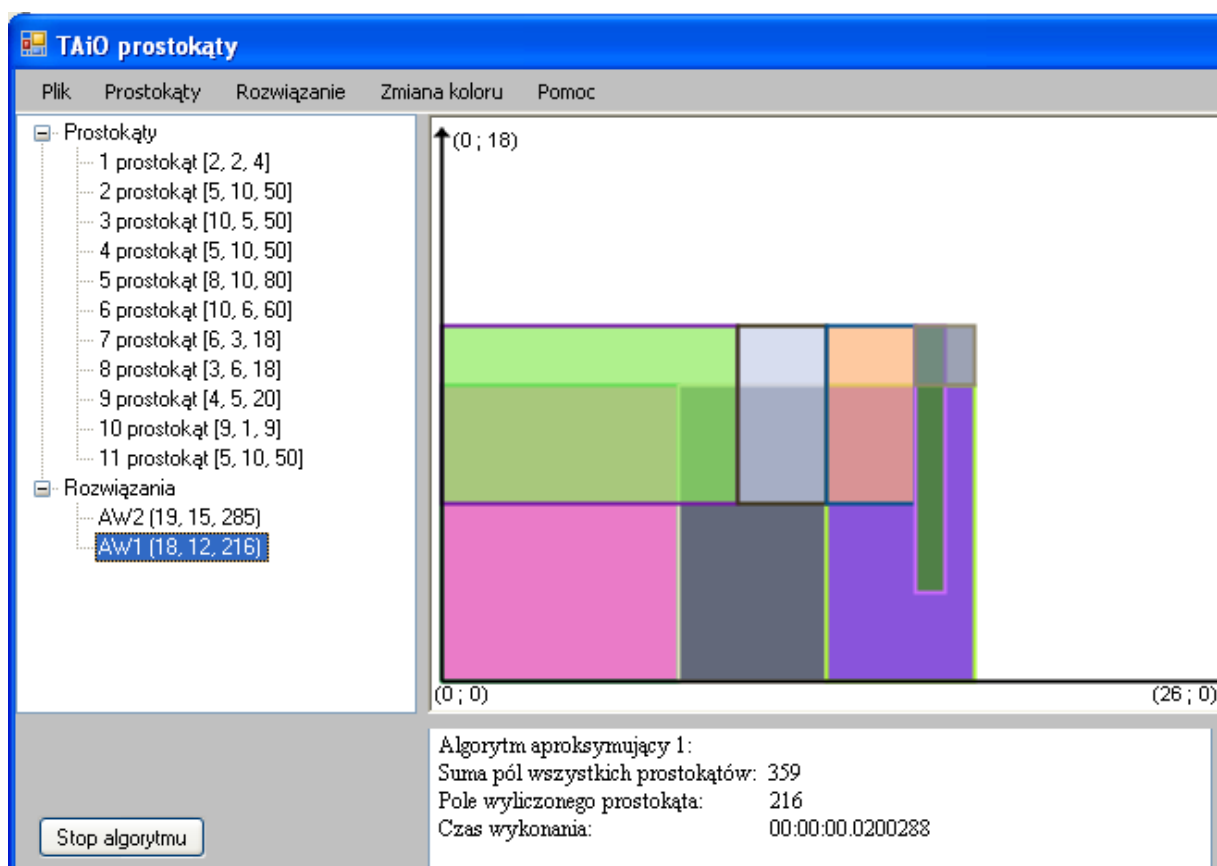 TAiO prostokąty
Plik Prostokąty Rozwiązanie Zmiana koloru Pomoc
Prostokąty
1 prostokąt [2, 2, 4]
2 prostokąt [5, 10, 50]
3 prostokąt [10, 5, 50]
4 prostokąt [5, 10, 50]
5 prostokąt [8, 10, 80]
6 prostokąt [10, 6, 60]
7 prostokąt [6, 3, 18]
8 prostokąt [3, 6, 18]
9 prostokąt [4, 5, 20]
10 prostokąt [9, 1, 9]
11 prostokąt [5, 10, 50]
Rozwiązania
AW2 (19, 15, 285)
AW1 (18, 12, 216)
(0 ; 18)
(0 ; 0)
(26 ; 0)
Algorytm aproksymujący 1:
Suma pól wszystkich prostokątów: 359
Pole wyliczonego prostokąta: 216
Czas wykonania: 00:00:00.0200288
Stop algorytmu